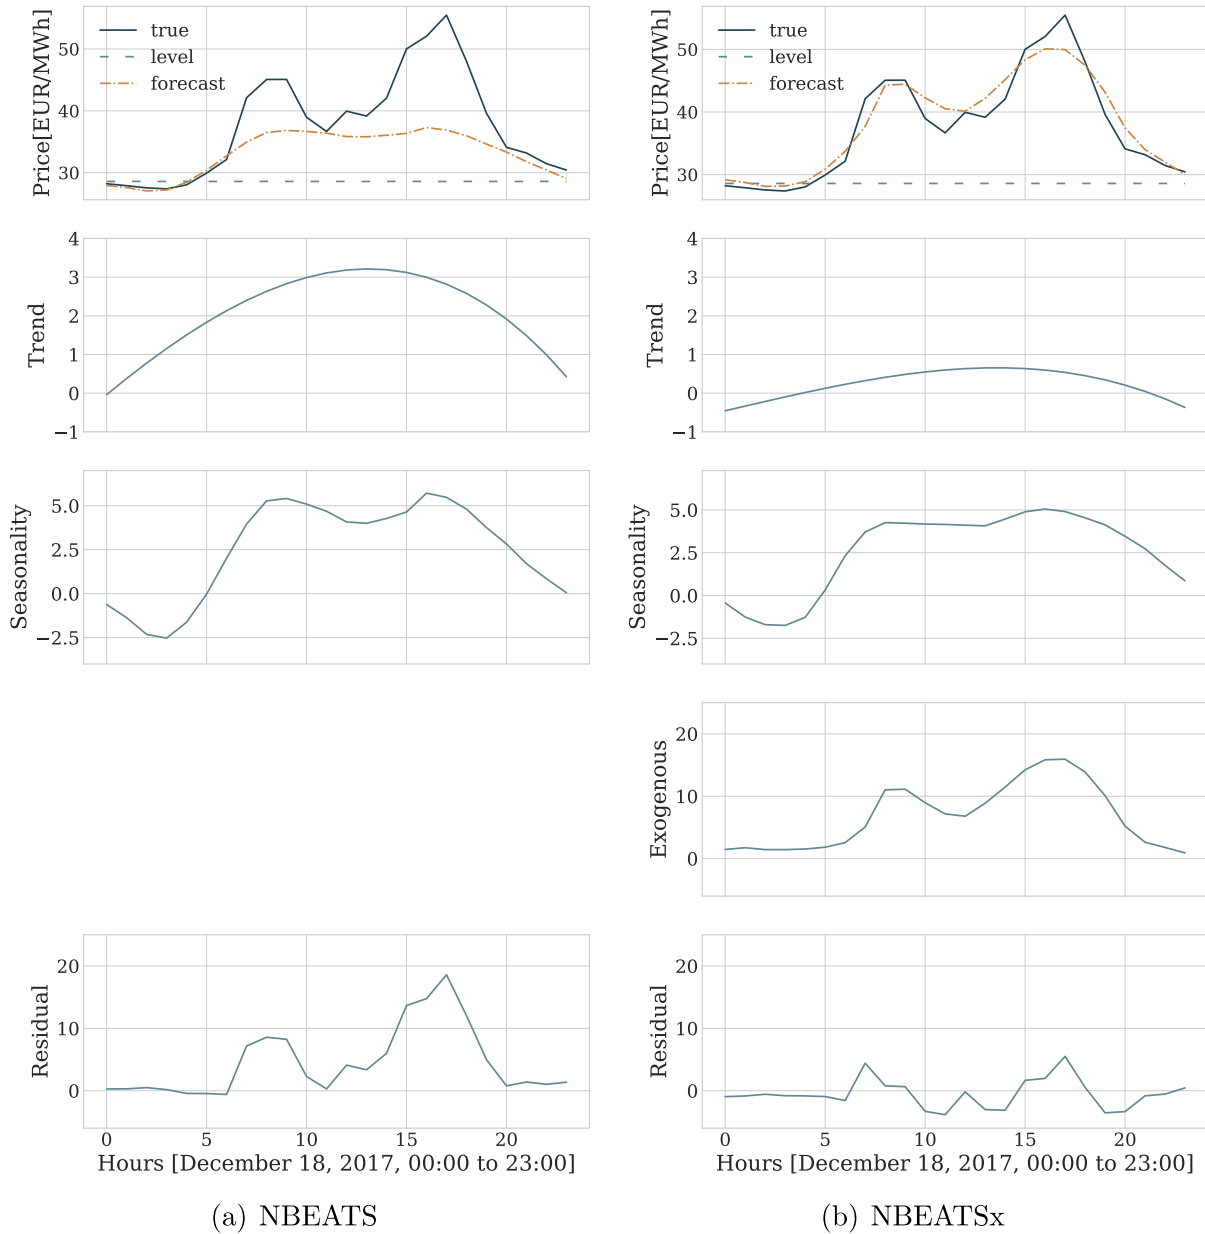 Price[EUR/MWh]
50
40
30
true
level
forecast
Trend
4
3
2
1
0
−1
Seasonality
5.0
2.5
0.0
−2.5
Residual
20
10
0
0 5 10 15 20
Hours [December 18, 2017, 00:00 to 23:00]
(a) NBEATS
Price[EUR/MWh]
50
40
30
true
level
forecast
Trend
4
3
2
1
0
−1
Seasonality
5.0
2.5
0.0
−2.5
Exogenous
20
10
0
Residual
20
10
0
0 5 10 15 20
Hours [December 18, 2017, 00:00 to 23:00]
(b) NBEATSx